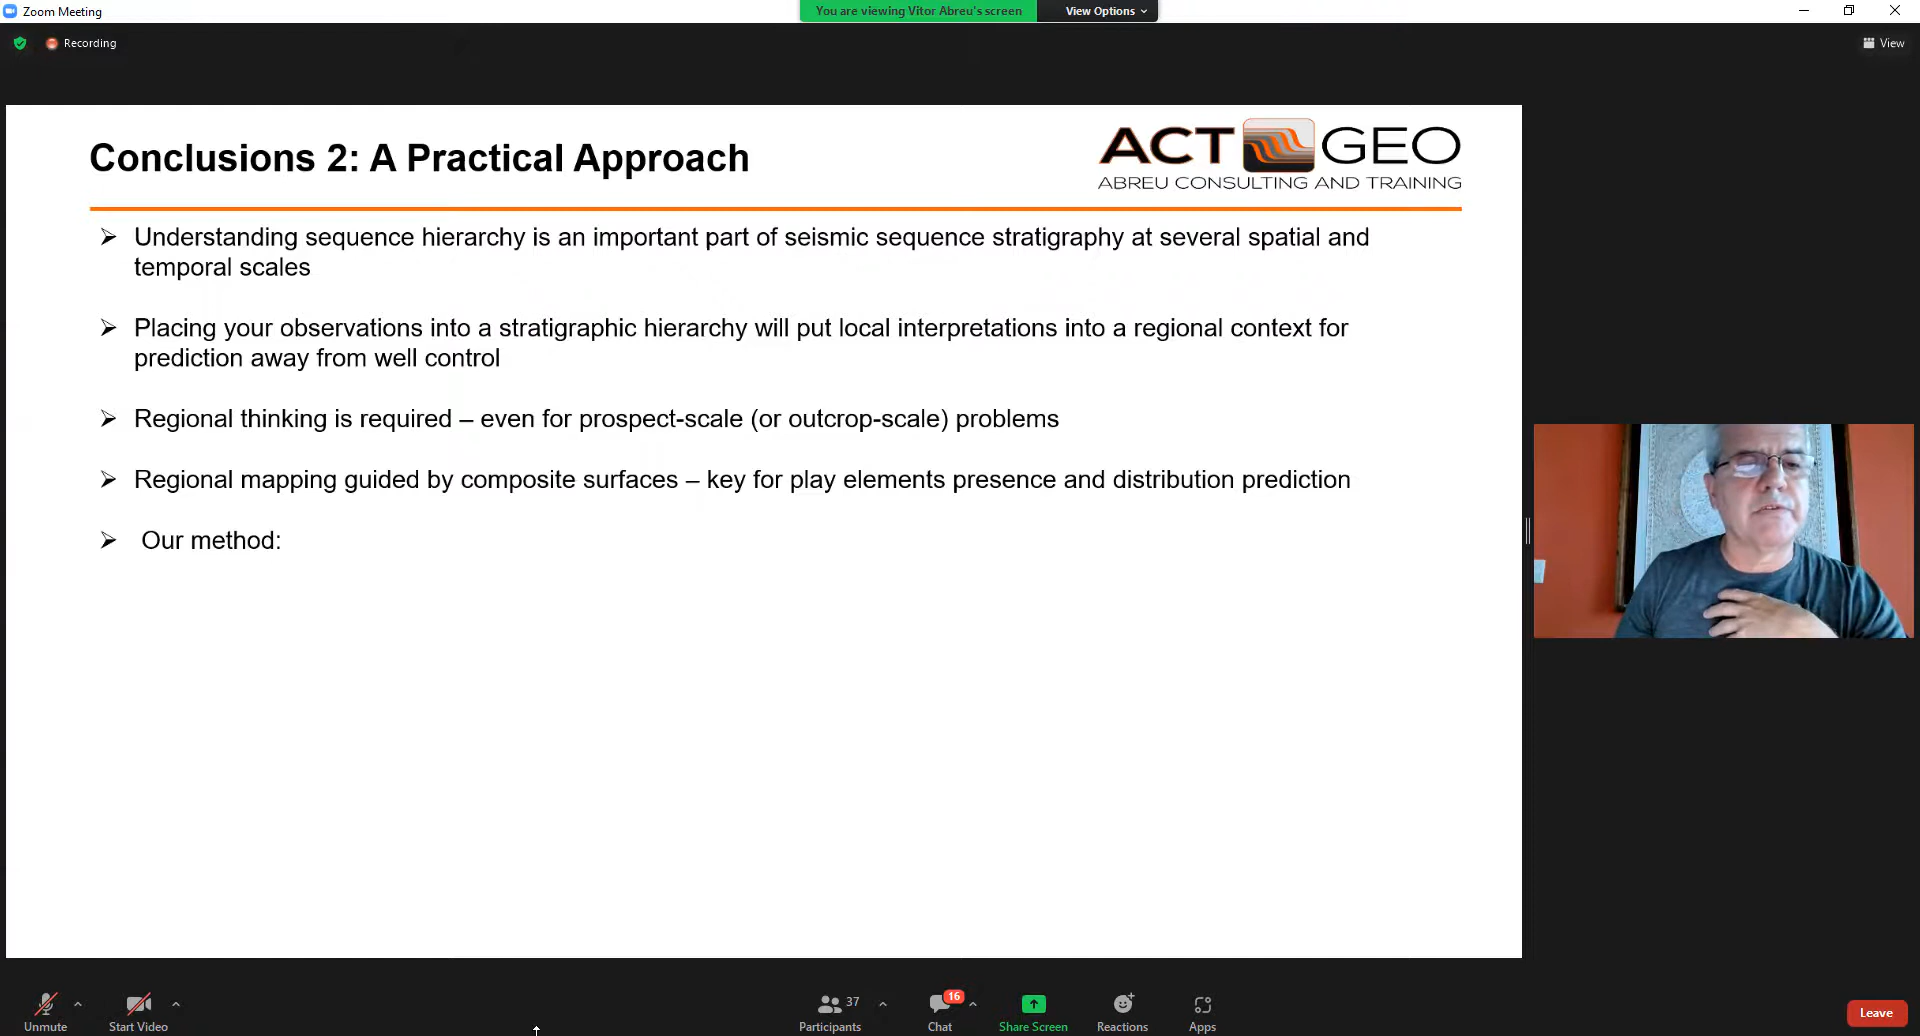 Zoom Meeting
You are viewing Vitor Abreu's screen
View Options
Recording
View
Conclusions 2: A Practical Approach
ACT GEO
ABREU CONSULTING AND TRAINING
➢ Understanding sequence hierarchy is an important part of seismic sequence stratigraphy at several spatial and
temporal scales
➢ Placing your observations into a stratigraphic hierarchy will put local interpretations into a regional context for
prediction away from well control
➢ Regional thinking is required – even for prospect-scale (or outcrop-scale) problems
➢ Regional mapping guided by composite surfaces – key for play elements presence and distribution prediction
➢ Our method:
Unmute
Start Video
37
Participants
16
Chat
Share Screen
Reactions
Apps
Leave